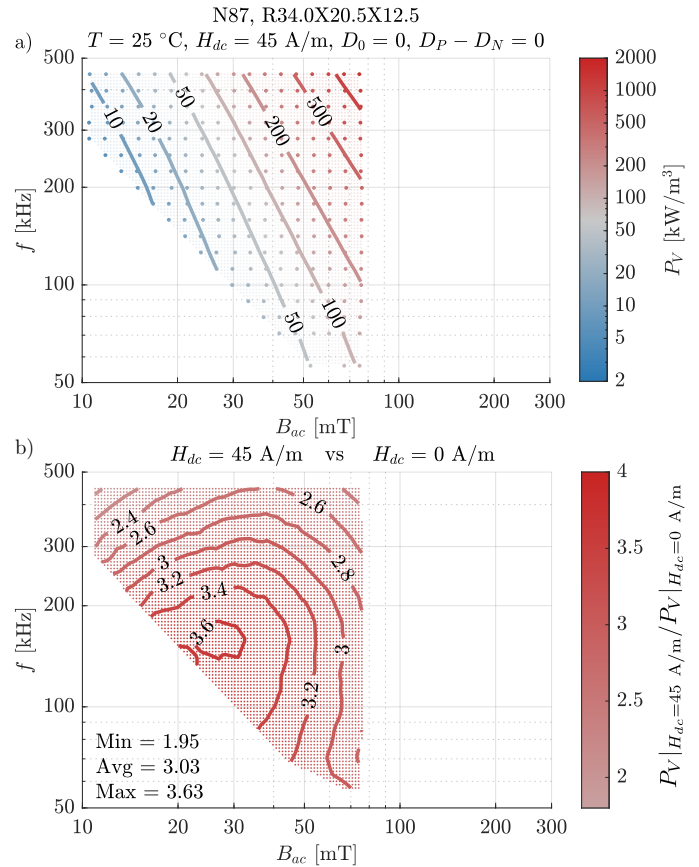 N87, R34.0X20.5X12.5
a)
T = 25 °C, H_dc = 45 A/m, D_0 = 0, D_P − D_N = 0
500
300
200
100
50
f [kHz]
10
20
50
50
100
200
500
10 20 30 50 100 200 300
B_ac [mT]
2000
1000
500
200
100
50
20
10
5
2
P_V [kW/m³]
b)
H_dc = 45 A/m vs H_dc = 0 A/m
500
300
200
100
50
f [kHz]
2.4
2.6
2.6
2.8
3
3
3.2
3.2
3.4
3.6
Min = 1.95
Avg = 3.03
Max = 3.63
10 20 30 50 100 200 300
B_ac [mT]
4
3.5
3
2.5
2
P_V|H_dc=45 A/m/P_V|H_dc=0 A/m